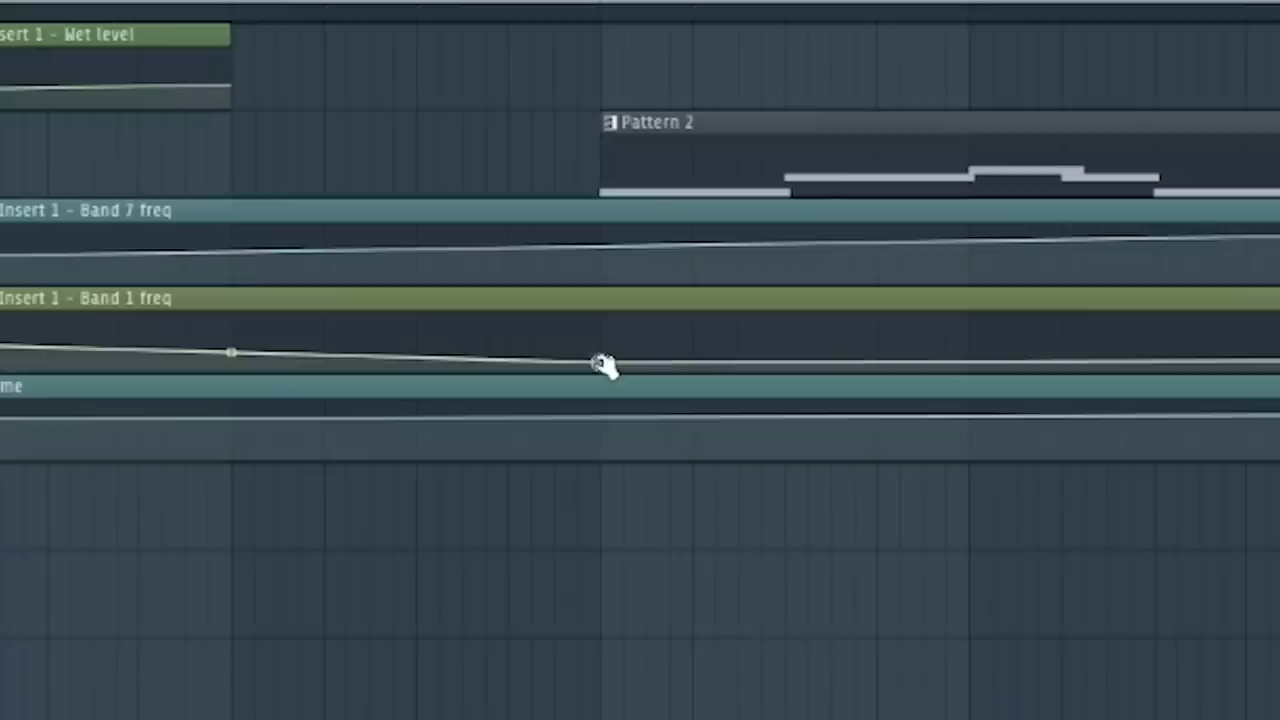 sert 1 - Wet level
Pattern 2
Insert 1 - Band 7 freq
Insert 1 - Band 1 freq
me